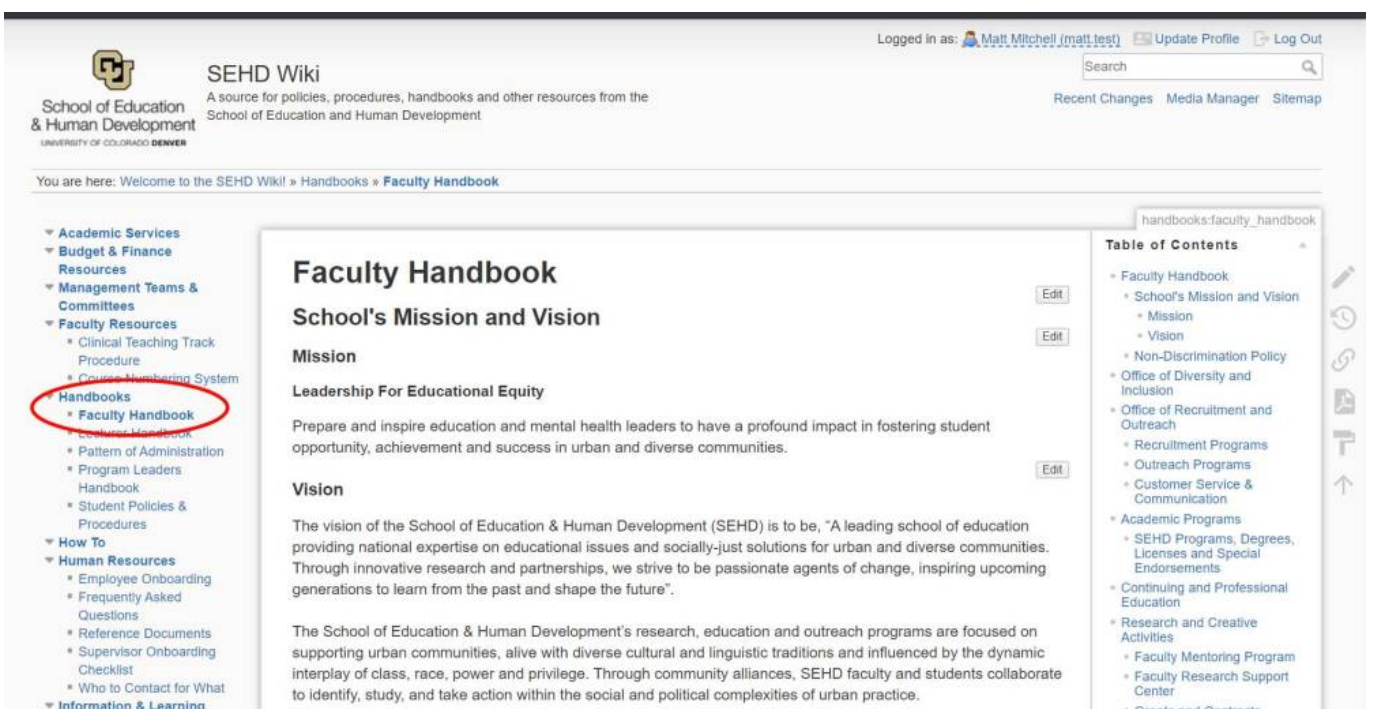 Logged in as: Matt Mitchell (matt.test) Update Profile Log Out
Search
Recent Changes Media Manager Sitemap
CU
School of Education
& Human Development
UNIVERSITY OF COLORADO DENVER
SEHD Wiki
A source for policies, procedures, handbooks and other resources from the
School of Education and Human Development
You are here: Welcome to the SEHD Wiki! » Handbooks » Faculty Handbook
Academic Services
Budget & Finance
Resources
Management Teams &
Committees
Faculty Resources
Clinical Teaching Track
Procedure
Course Numbering System
Handbooks
Faculty Handbook
Lecturer Handbook
Pattern of Administration
Program Leaders
Handbook
Student Policies &
Procedures
How To
Human Resources
Employee Onboarding
Frequently Asked
Questions
Reference Documents
Supervisor Onboarding
Checklist
Who to Contact for What
Information & Learning
Faculty Handbook
Edit
School's Mission and Vision
Edit
Mission
Leadership For Educational Equity
Prepare and inspire education and mental health leaders to have a profound impact in fostering student
opportunity, achievement and success in urban and diverse communities.
Edit
Vision
The vision of the School of Education & Human Development (SEHD) is to be, “A leading school of education
providing national expertise on educational issues and socially-just solutions for urban and diverse communities.
Through innovative research and partnerships, we strive to be passionate agents of change, inspiring upcoming
generations to learn from the past and shape the future”.
The School of Education & Human Development’s research, education and outreach programs are focused on
supporting urban communities, alive with diverse cultural and linguistic traditions and influenced by the dynamic
interplay of class, race, power and privilege. Through community alliances, SEHD faculty and students collaborate
to identify, study, and take action within the social and political complexities of urban practice.
handbooks:faculty_handbook
Table of Contents
Faculty Handbook
School's Mission and Vision
Mission
Vision
Non-Discrimination Policy
Office of Diversity and
Inclusion
Office of Recruitment and
Outreach
Recruitment Programs
Outreach Programs
Customer Service &
Communication
Academic Programs
SEHD Programs, Degrees,
Licenses and Special
Endorsements
Continuing and Professional
Education
Research and Creative
Activities
Faculty Mentoring Program
Faculty Research Support
Center
Grants and Contracts